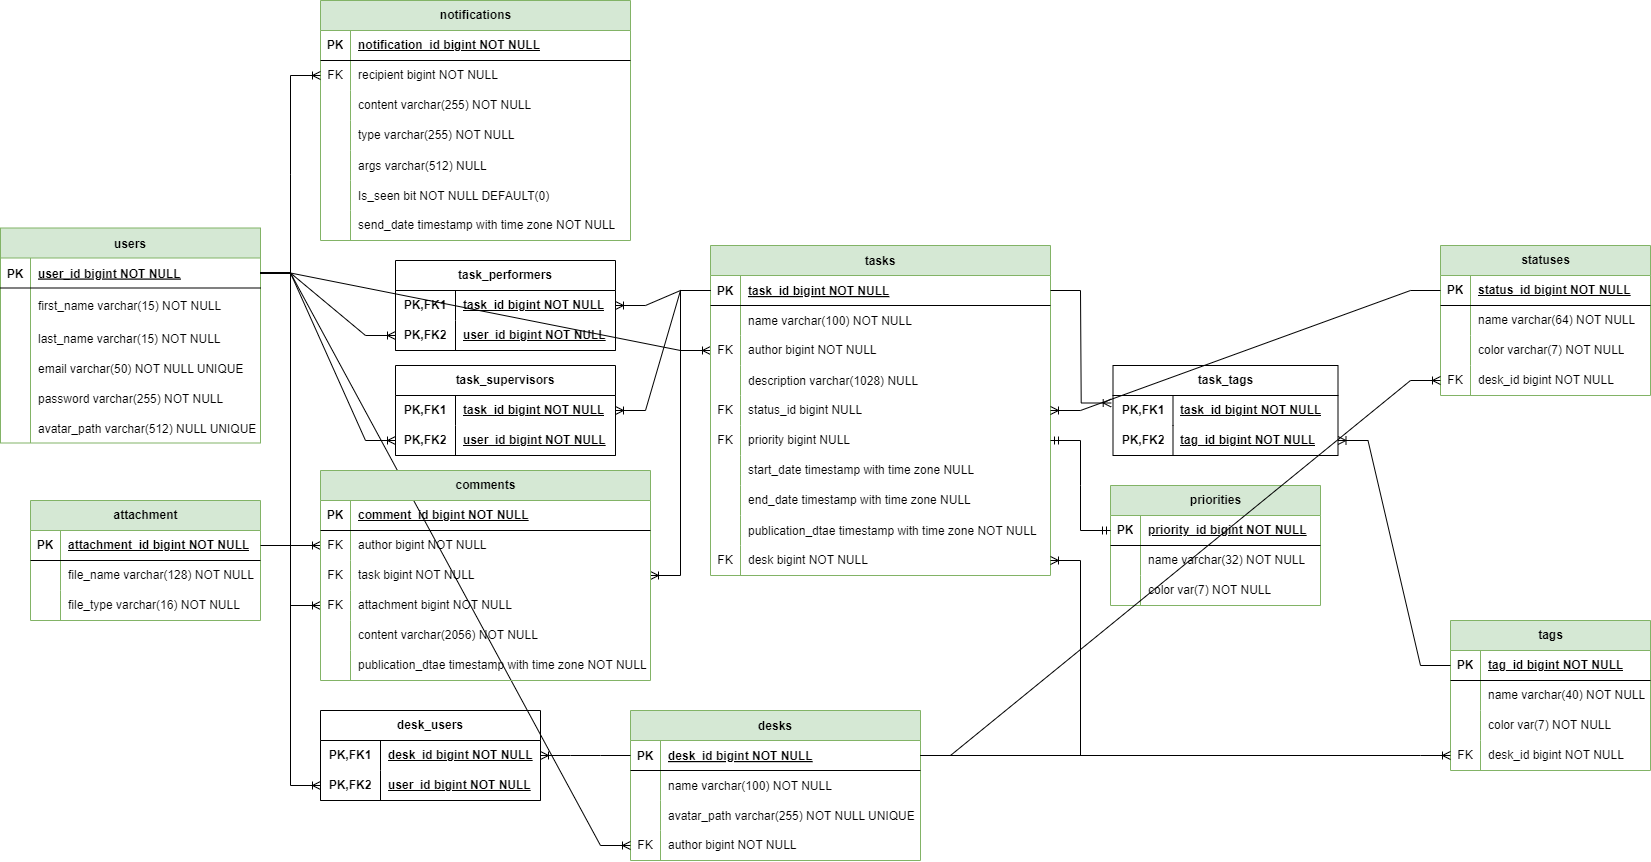 notifications
PK notification_id bigint NOT NULL
FK recipient bigint NOT NULL
content varchar(255) NOT NULL
type varchar(255) NOT NULL
args varchar(512) NULL
Is_seen bit NOT NULL DEFAULT(0)
send_date timestamp with time zone NOT NULL
users
PK user_id bigint NOT NULL
first_name varchar(15) NOT NULL
last_name varchar(15) NOT NULL
email varchar(50) NOT NULL UNIQUE
password varchar(255) NOT NULL
avatar_path varchar(512) NULL UNIQUE
task_performers
PK,FK1 task_id bigint NOT NULL
PK,FK2 user_id bigint NOT NULL
task_supervisors
PK,FK1 task_id bigint NOT NULL
PK,FK2 user_id bigint NOT NULL
tasks
PK task_id bigint NOT NULL
name varchar(100) NOT NULL
FK author bigint NOT NULL
description varchar(1028) NULL
FK status_id bigint NULL
FK priority bigint NULL
start_date timestamp with time zone NULL
end_date timestamp with time zone NULL
publication_dtae timestamp with time zone NOT NULL
FK desk bigint NOT NULL
statuses
PK status_id bigint NOT NULL
name varchar(64) NOT NULL
color varchar(7) NOT NULL
FK desk_id bigint NOT NULL
task_tags
PK,FK1 task_id bigint NOT NULL
PK,FK2 tag_id bigint NOT NULL
attachment
PK attachment_id bigint NOT NULL
file_name varchar(128) NOT NULL
file_type varchar(16) NOT NULL
comments
PK comment_id bigint NOT NULL
FK author bigint NOT NULL
FK task bigint NOT NULL
FK attachment bigint NOT NULL
content varchar(2056) NOT NULL
publication_dtae timestamp with time zone NOT NULL
priorities
PK priority_id bigint NOT NULL
name varchar(32) NOT NULL
color var(7) NOT NULL
tags
PK tag_id bigint NOT NULL
name varchar(40) NOT NULL
color var(7) NOT NULL
FK desk_id bigint NOT NULL
desk_users
PK,FK1 desk_id bigint NOT NULL
PK,FK2 user_id bigint NOT NULL
desks
PK desk_id bigint NOT NULL
name varchar(100) NOT NULL
avatar_path varchar(255) NOT NULL UNIQUE
FK author bigint NOT NULL